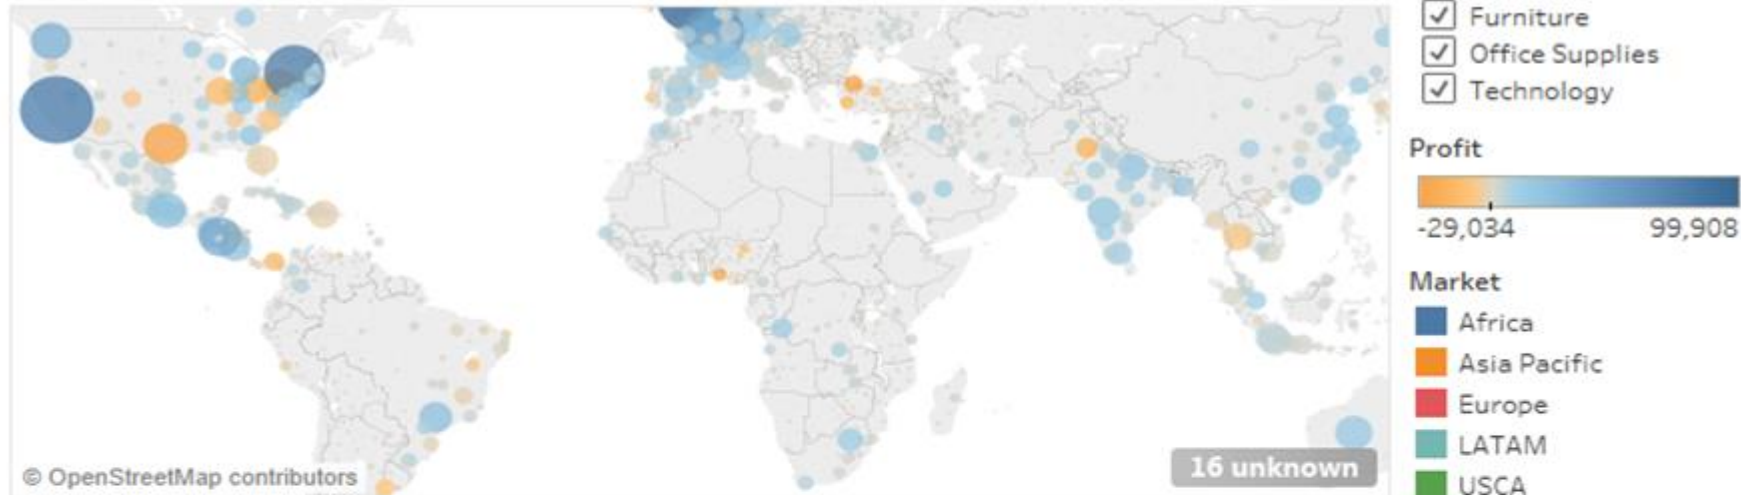 Furniture
Office Supplies
Technology
Profit
-29,034 99,908
Market
Africa
Asia Pacific
Europe
LATAM
USCA
© OpenStreetMap contributors
16 unknown